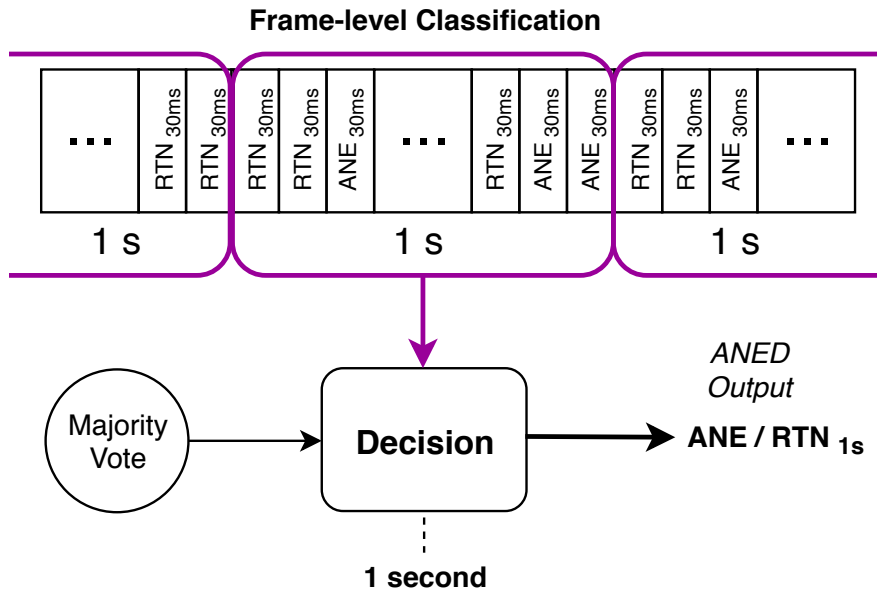 Frame-level Classification
... RTN 30ms RTN 30ms RTN 30ms RTN 30ms ANE 30ms ... RTN 30ms ANE 30ms ANE 30ms RTN 30ms RTN 30ms ANE 30ms ...
1 s 1 s 1 s
ANED
Output
Majority
Vote
Decision
ANE / RTN 1s
1 second